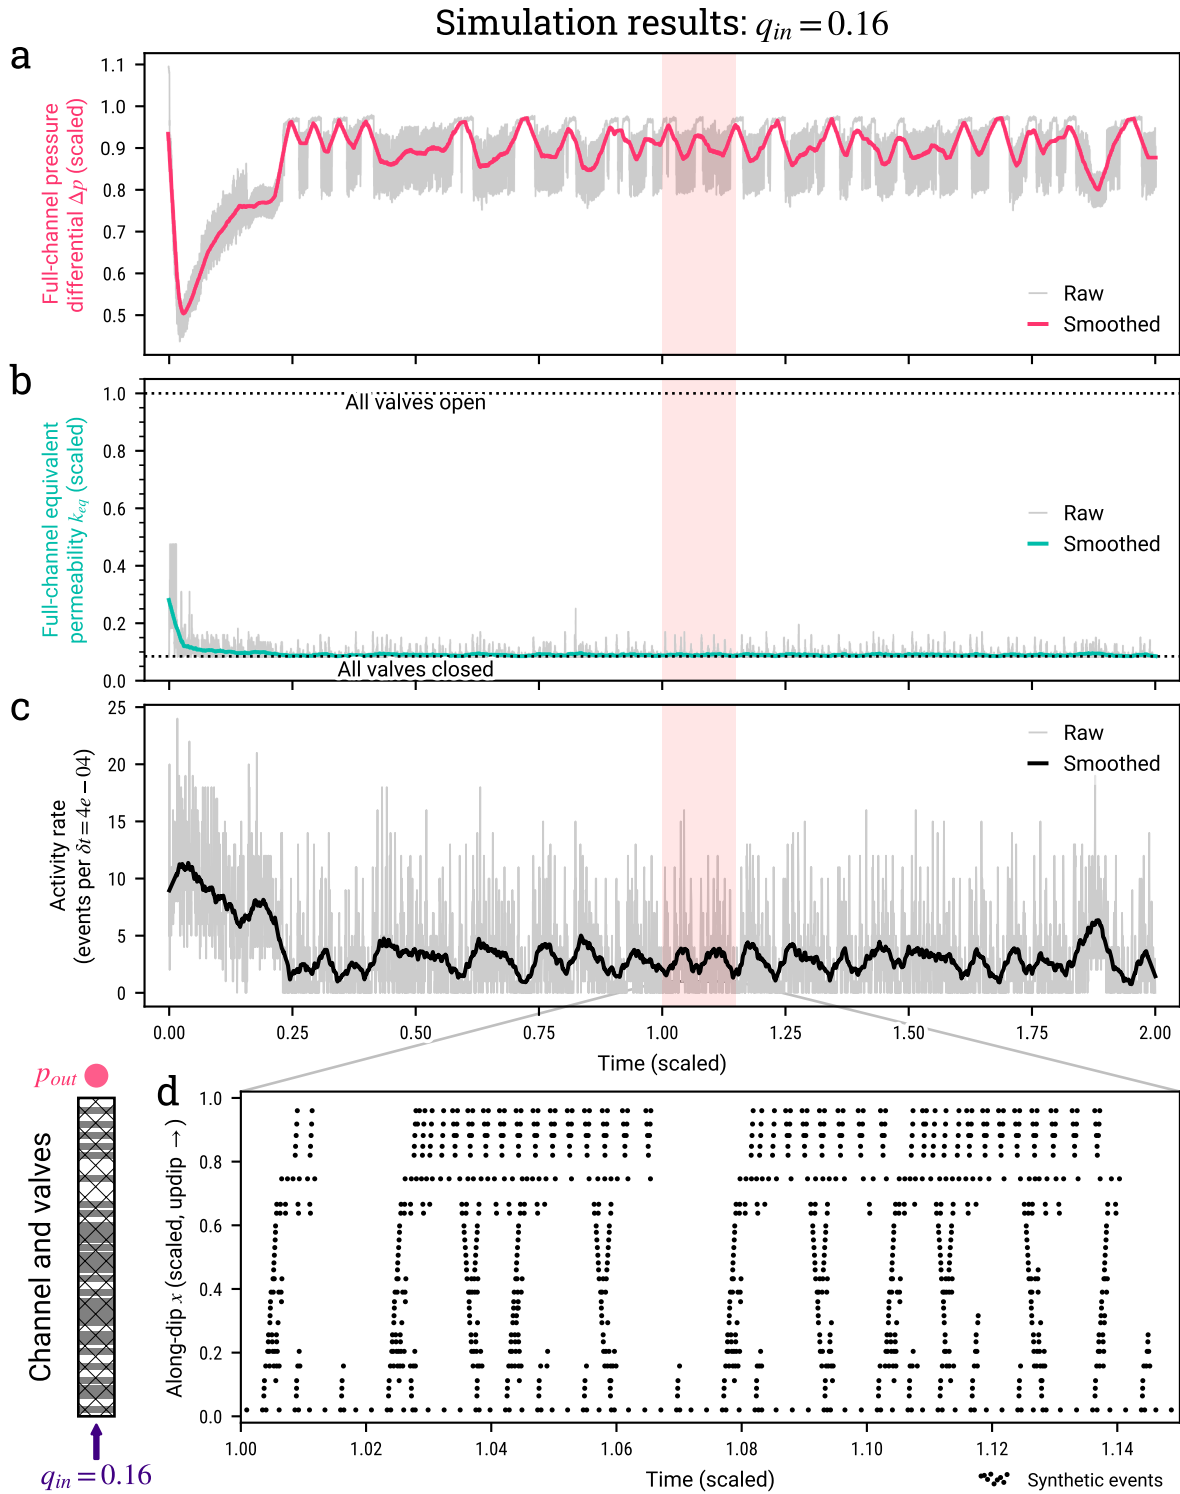 Simulation results: q_in = 0.16
a
Full-channel pressure
differential Δp (scaled)
1.1
1.0
0.9
0.8
0.7
0.6
0.5
Raw
Smoothed
b
Full-channel equivalent
permeability k_eq (scaled)
1.0
0.8
0.6
0.4
0.2
0.0
All valves open
Raw
Smoothed
All valves closed
c
Activity rate
(events per δt = 4e − 04)
25
20
15
10
5
0
Raw
Smoothed
0.00 0.25 0.50 0.75 1.00 1.25 1.50 1.75 2.00
Time (scaled)
p_out
Channel and valves
q_in = 0.16
d
Along-dip x (scaled, updip →)
1.0
0.8
0.6
0.4
0.2
0.0
1.00 1.02 1.04 1.06 1.08 1.10 1.12 1.14
Time (scaled)
Synthetic events